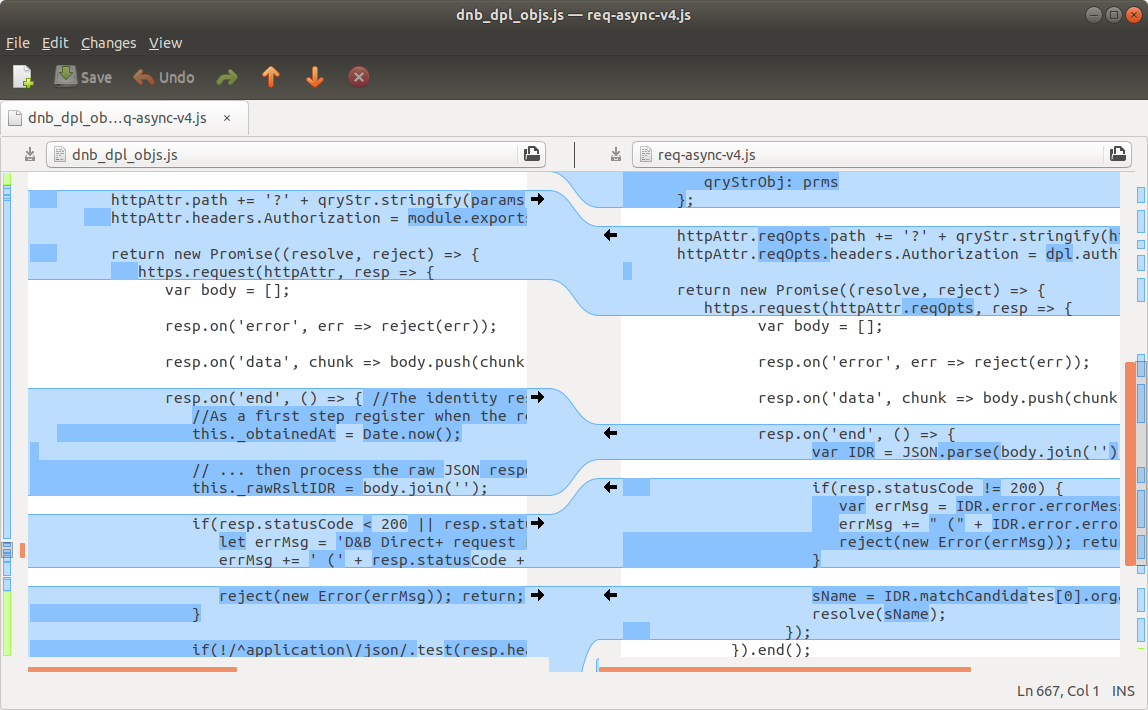 dnb_dpl_objs.js — req-async-v4.js
File Edit Changes View
Save Undo
dnb_dpl_ob…q-async-v4.js ×
dnb_dpl_objs.js
httpAttr.path += '?' + qryStr.stringify(params
httpAttr.headers.Authorization = module.export
return new Promise((resolve, reject) => {
https.request(httpAttr, resp => {
var body = [];
resp.on('error', err => reject(err));
resp.on('data', chunk => body.push(chunk
resp.on('end', () => { //The identity re
//As a first step register when the r
this._obtainedAt = Date.now();
// ... then process the raw JSON resp
this._rawRsltIDR = body.join('');
if(resp.statusCode < 200 || resp.stat
let errMsg = 'D&B Direct+ request
errMsg += ' (' + resp.statusCode +
reject(new Error(errMsg)); return;
}
if(!/^application\/json/.test(resp.hea
req-async-v4.js
qryStrObj: prms
};
httpAttr.reqOpts.path += '?' + qryStr.stringify(h
httpAttr.reqOpts.headers.Authorization = dpl.auth
return new Promise((resolve, reject) => {
https.request(httpAttr.reqOpts, resp => {
var body = [];
resp.on('error', err => reject(err));
resp.on('data', chunk => body.push(chunk
resp.on('end', () => {
var IDR = JSON.parse(body.join('')
if(resp.statusCode != 200) {
var errMsg = IDR.error.errorMes
errMsg += " (" + IDR.error.erro
reject(new Error(errMsg)); retu
}
sName = IDR.matchCandidates[0].orga
resolve(sName);
});
}).end();
Ln 667, Col 1 INS